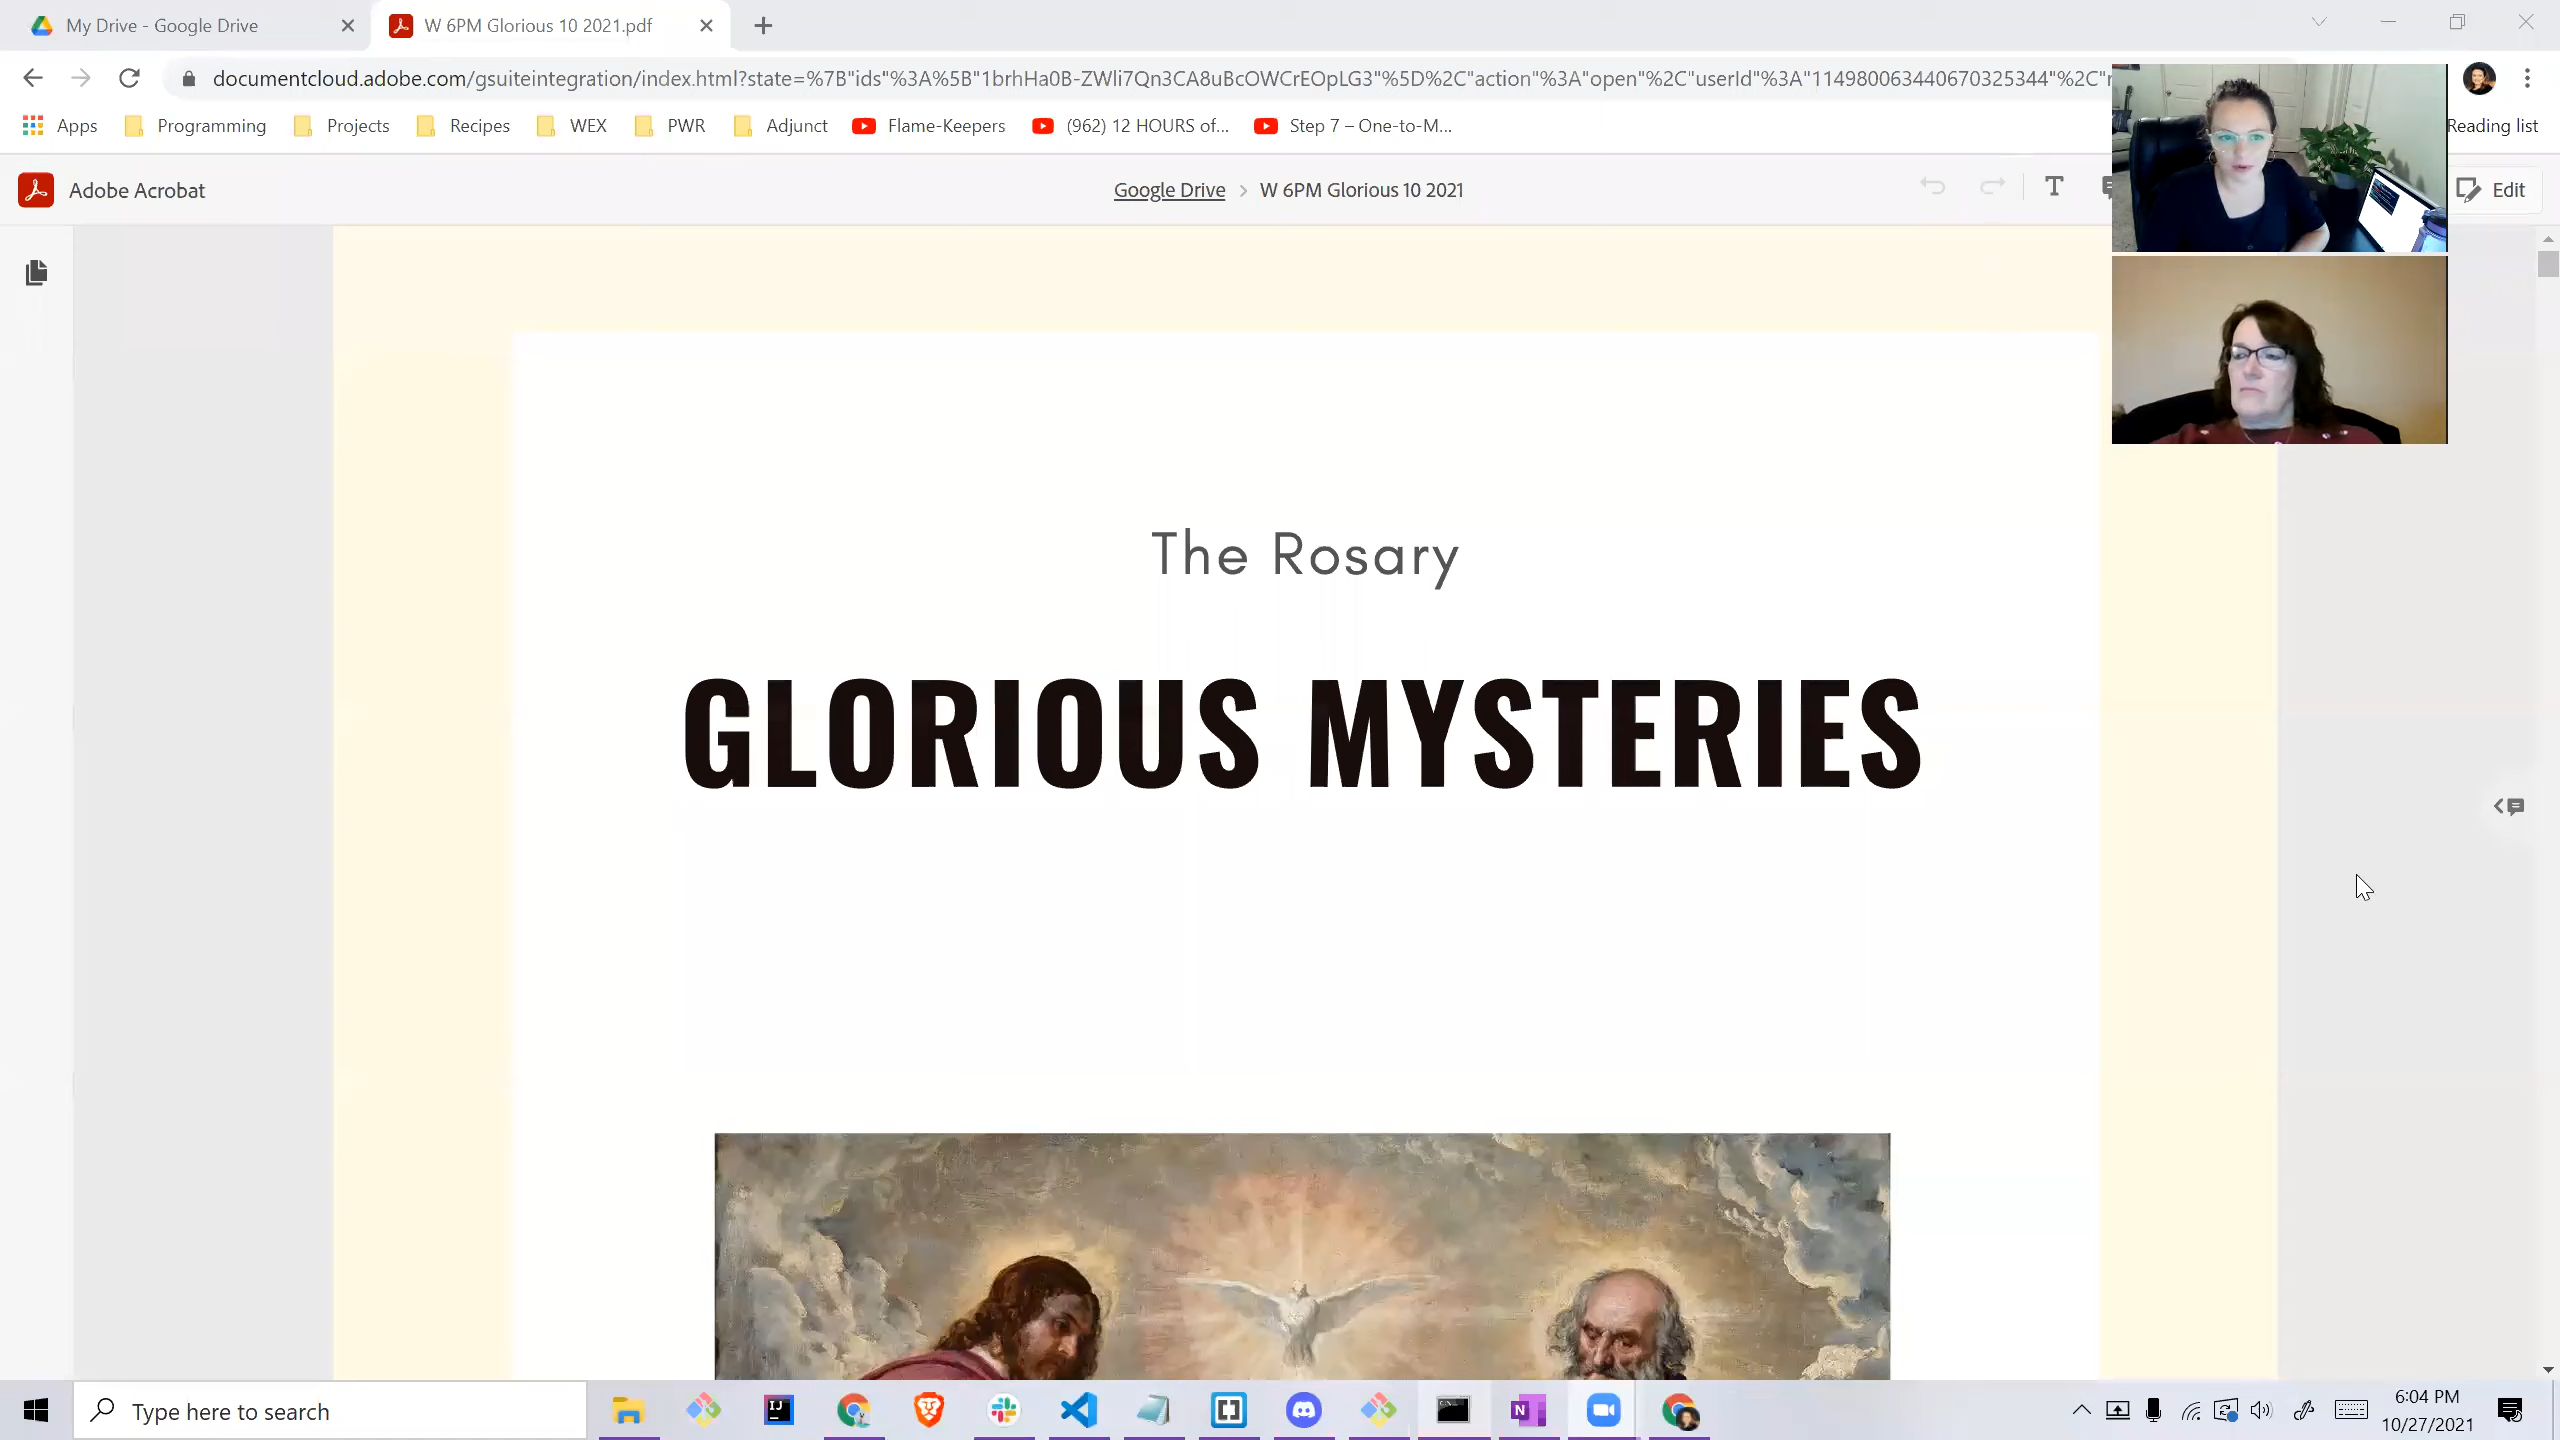 My Drive - Google Drive
W 6PM Glorious 10 2021.pdf
documentcloud.adobe.com/gsuiteintegration/index.html?state=%7B"ids"%3A%5B"1brhHa0B-ZWli7Qn3CA8uBcOWCrEOpLG3"%5D%2C"action"%3A"open"%2C"userId"%3A"114980063440670325344"%2C"r
Apps
Programming
Projects
Recipes
WEX
PWR
Adjunct
Flame-Keepers
(962) 12 HOURS of...
Step 7 – One-to-M...
Reading list
Adobe Acrobat
Google Drive > W 6PM Glorious 10 2021
Edit
The Rosary
GLORIOUS MYSTERIES
Type here to search
6:04 PM
10/27/2021